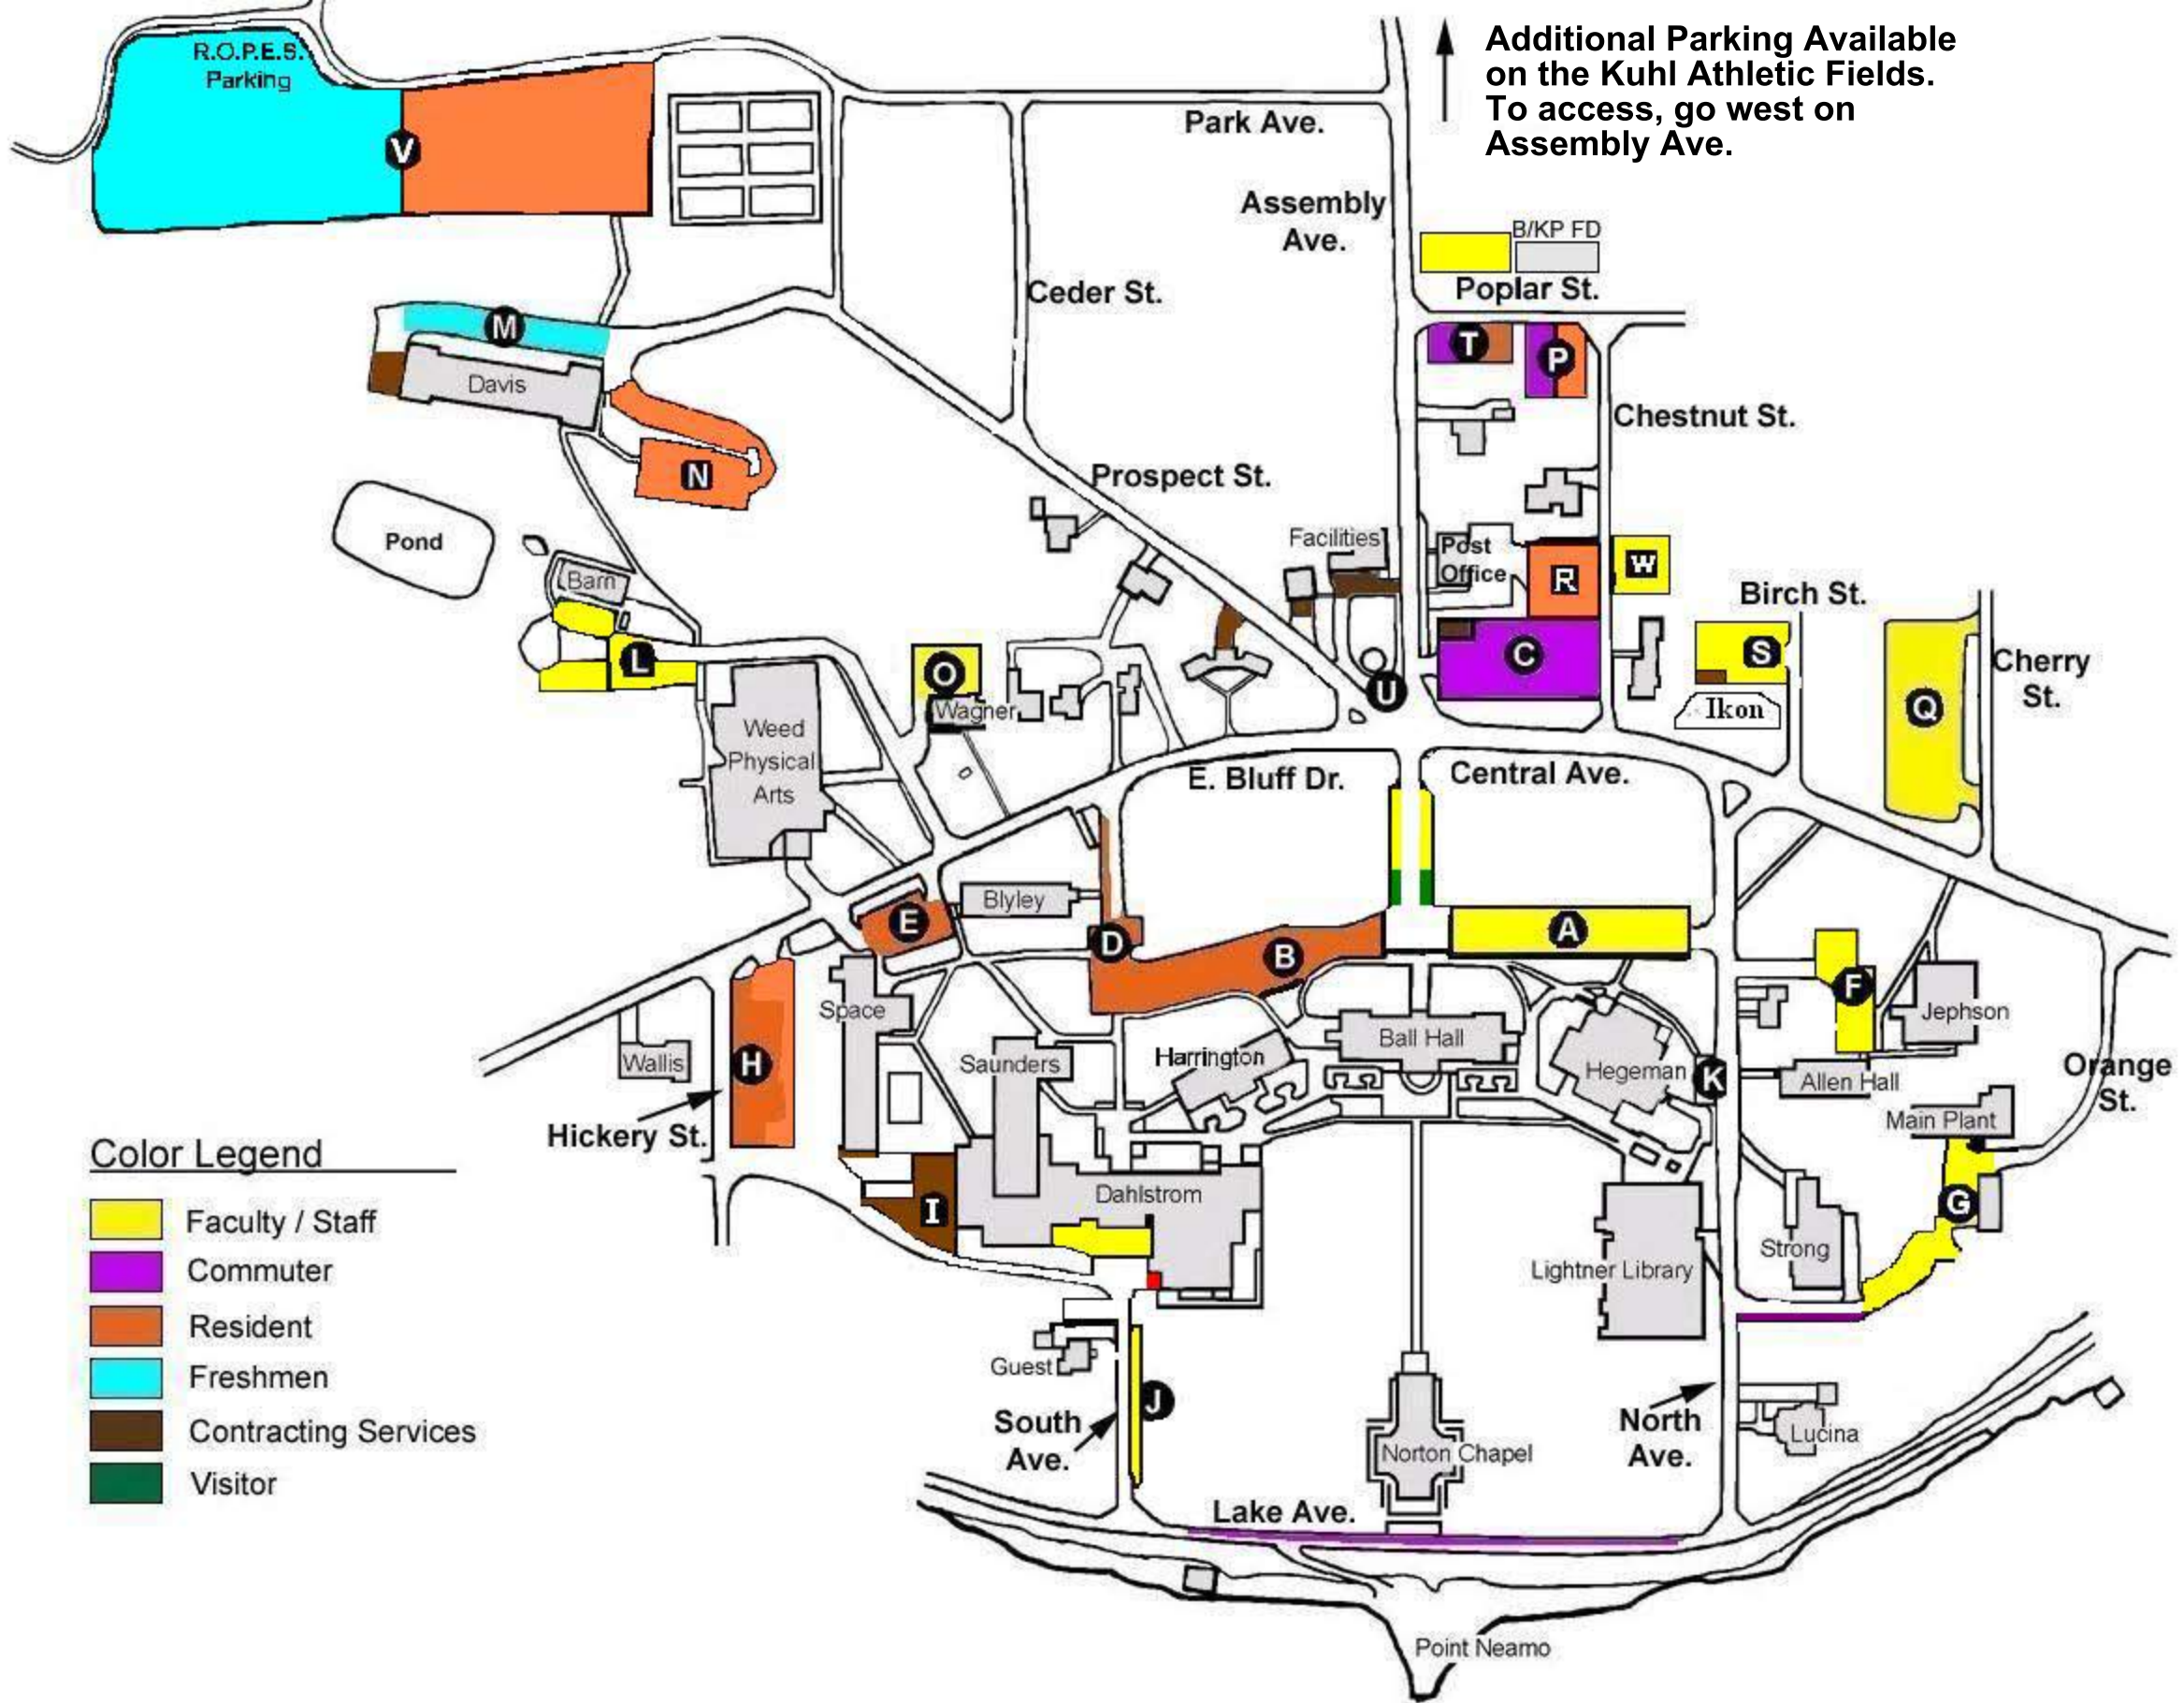 Additional Parking Available
on the Kuhl Athletic Fields.
To access, go west on
Assembly Ave.
R.O.P.E.S.
Parking
V
Park Ave.
Assembly
Ave.
B/KP FD
Poplar St.
Ceder St.
M
T
P
Davis
Chestnut St.
N
Prospect St.
Pond
Facilities
Post
Office
R
W
Barn
Birch St.
L
O
C
S
Cherry
St.
U
Wagner
Ikon
Q
Weed
Physical
Arts
E. Bluff Dr.
Central Ave.
Blyley
E
D
B
A
F
Space
Jephson
Wallis
H
Saunders
Harrington
Ball Hall
Hegeman
K
Allen Hall
Orange
St.
Main Plant
Hickery St.
Color Legend
Dahlstrom
I
G
Faculty / Staff
Strong
Commuter
Lightner Library
Resident
Guest
Freshmen
J
South
Ave.
North
Ave.
Lucina
Contracting Services
Norton Chapel
Visitor
Lake Ave.
Point Neamo